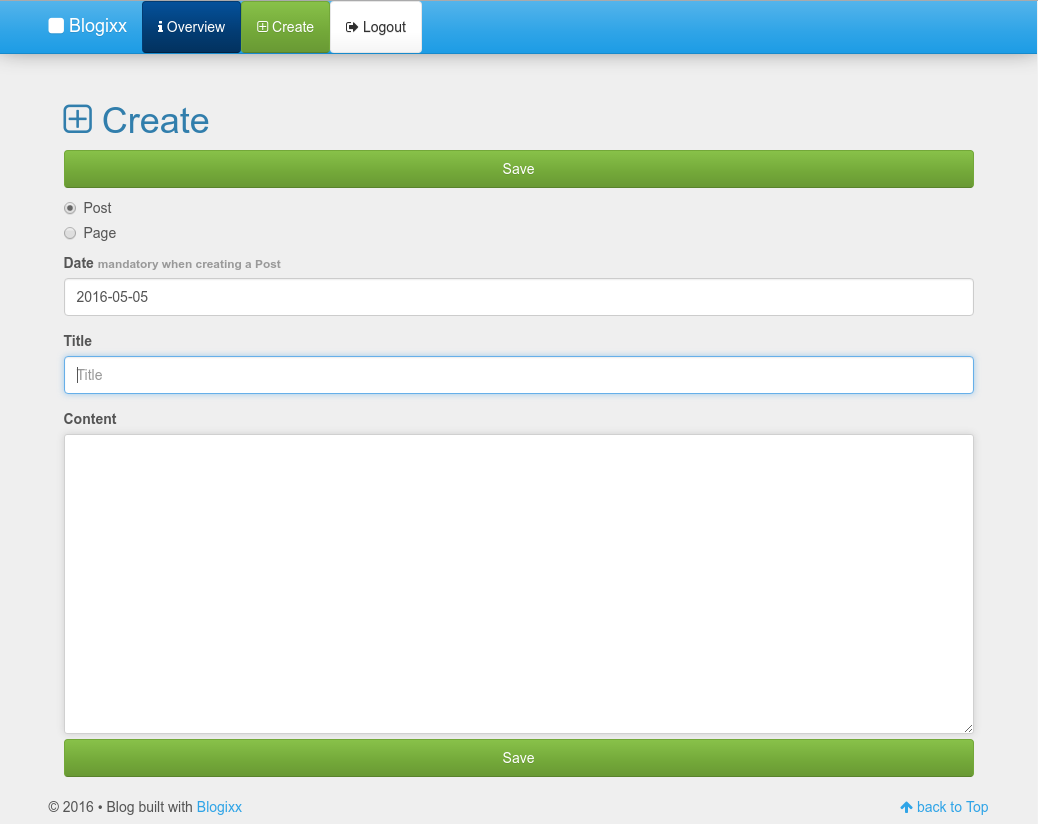 Blogixx Overview Create Logout
Create
Save
Post
Page
Date mandatory when creating a Post
2016-05-05
Title
Title
Content
Save
© 2016 • Blog built with Blogixx back to Top